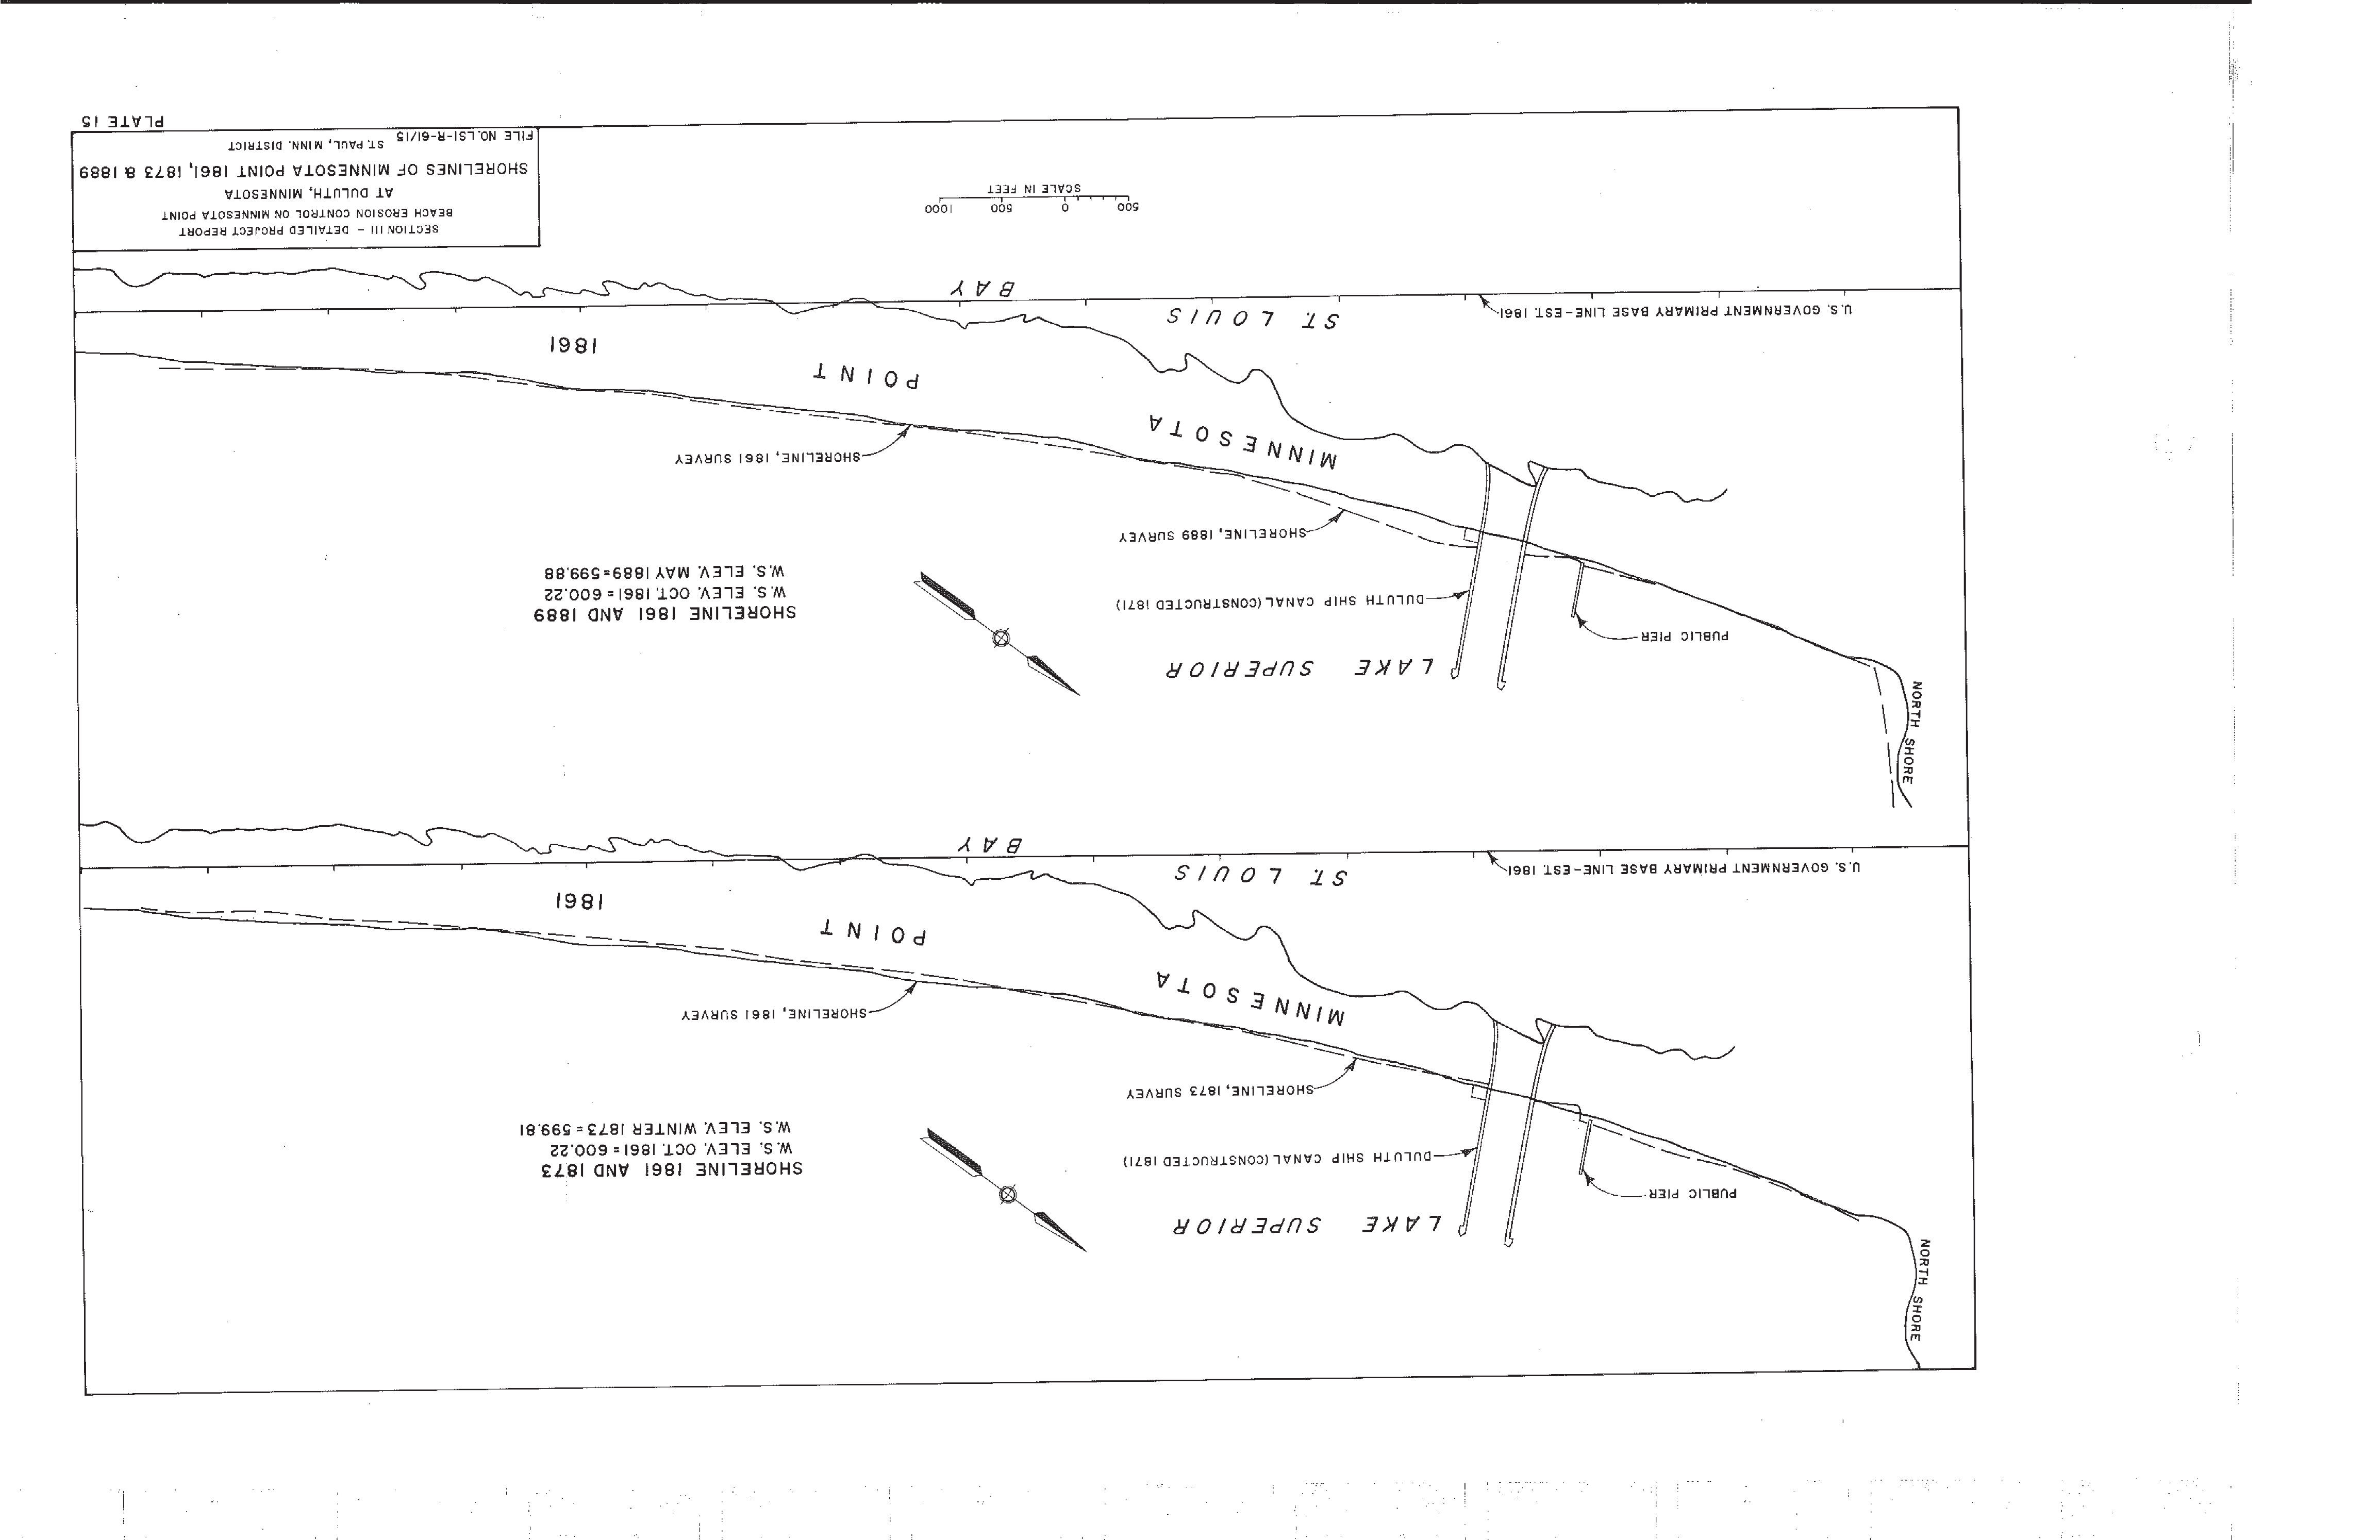 NORTH SHORE
PUBLIC PIER
LAKE SUPERIOR
DULUTH SHIP CANAL (CONSTRUCTED 1871)
SHORELINE 1861 AND 1873
W.S. ELEV. OCT. 1861 = 600.22
W.S. ELEV. WINTER 1873 = 599.81
SHORELINE, 1873 SURVEY
SHORELINE, 1861 SURVEY
MINNESOTA
POINT
1861
U.S. GOVERNMENT PRIMARY BASE LINE-EST. 1861
ST. LOUIS
BAY
NORTH SHORE
PUBLIC PIER
LAKE SUPERIOR
DULUTH SHIP CANAL (CONSTRUCTED 1871)
SHORELINE 1861 AND 1889
W.S. ELEV. OCT. 1861 = 600.22
W.S. ELEV. MAY 1889=599.88
SHORELINE, 1889 SURVEY
SHORELINE, 1861 SURVEY
MINNESOTA
POINT
1861
U.S. GOVERNMENT PRIMARY BASE LINE-EST. 1861
ST. LOUIS
BAY
500 0 500 1000
SCALE IN FEET
SECTION III - DETAILED PROJECT REPORT
BEACH EROSION CONTROL ON MINNESOTA POINT
AT DULUTH, MINNESOTA
SHORELINES OF MINNESOTA POINT 1861, 1873 & 1889
ST. PAUL, MINN. DISTRICT
FILE NO. LS1-R-61/15
PLATE 15